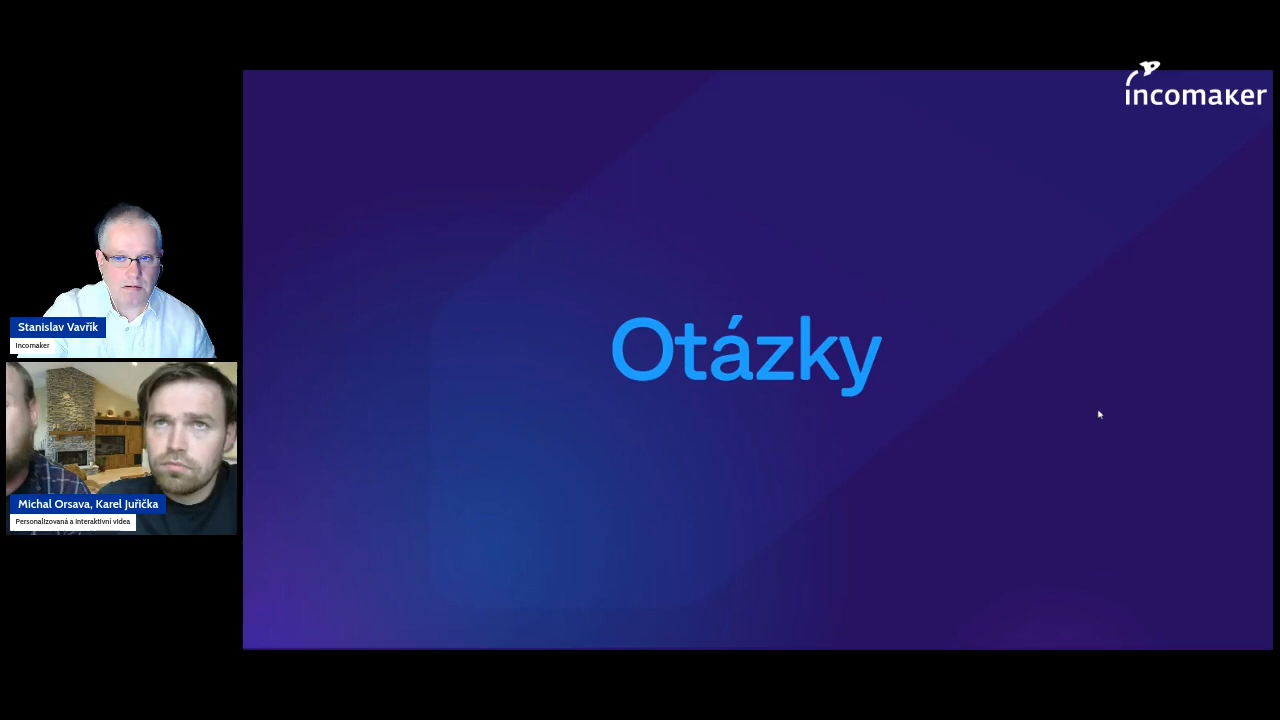 incomaker
Otázky
Stanislav Vavřík
Incomaker
Michal Orsava, Karel Juřička
Personalizovaná a interaktivní videa